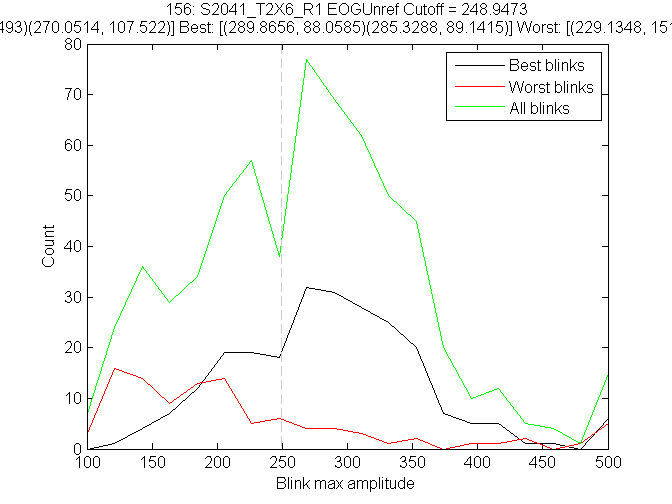 156: S2041_T2X6_R1 EOGUnref Cutoff = 248.9473
493)(270.0514, 107.522)] Best: [(289.8656, 88.0585)(285.3288, 89.1415)] Worst: [(229.1348, 151
80
70
60
50
40
30
20
10
0
Count
Best blinks
Worst blinks
All blinks
100 150 200 250 300 350 400 450 500
Blink max amplitude